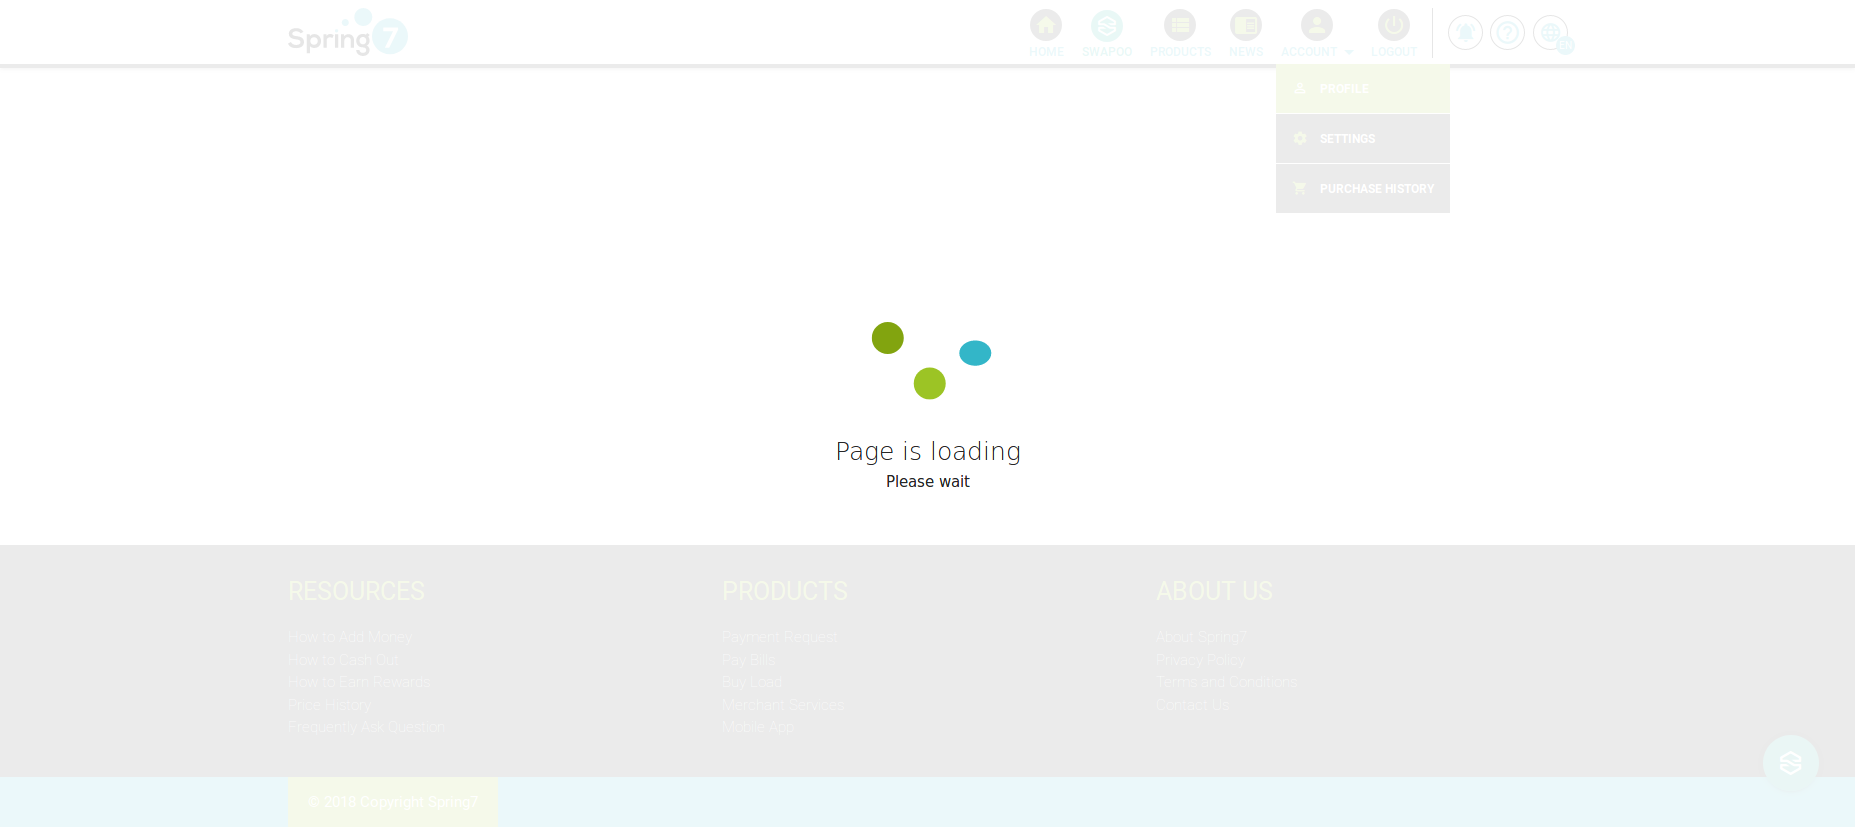 Spring7
HOME SWAPOO PRODUCTS NEWS ACCOUNT LOGOUT EN
PROFILE
SETTINGS
PURCHASE HISTORY
Page is loading
Please wait
RESOURCES
How to Add Money
How to Cash Out
How to Earn Rewards
Price History
Frequently Ask Question
PRODUCTS
Payment Request
Pay Bills
Buy Load
Merchant Services
Mobile App
ABOUT US
About Spring7
Privacy Policy
Terms and Conditions
Contact Us
© 2018 Copyright Spring7